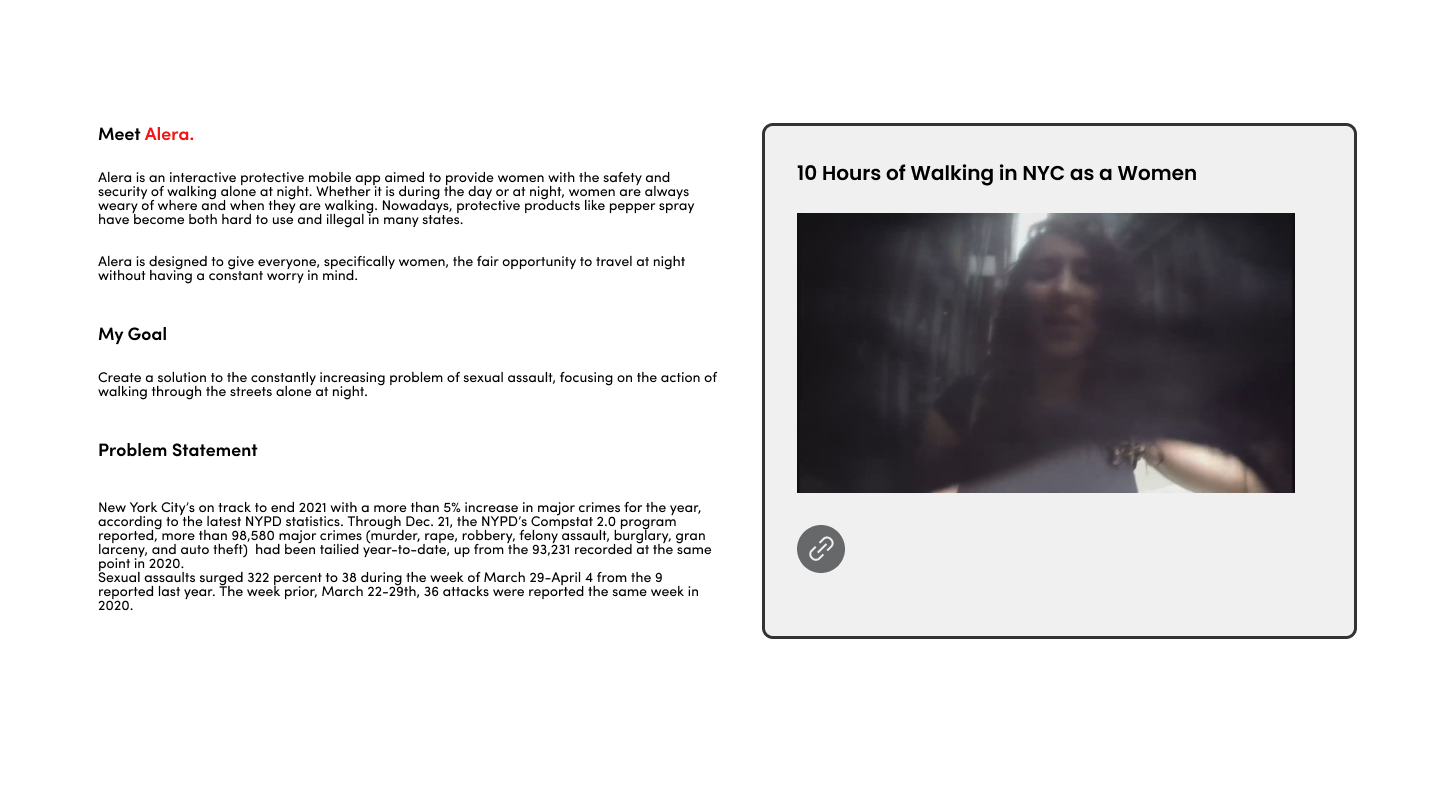 Meet Alera.
Alera is an interactive protective mobile app aimed to provide women with the safety and
security of walking alone at night. Whether it is during the day or at night, women are always
weary of where and when they are walking. Nowadays, protective products like pepper spray
have become both hard to use and illegal in many states.
Alera is designed to give everyone, specifically women, the fair opportunity to travel at night
without having a constant worry in mind.
My Goal
Create a solution to the constantly increasing problem of sexual assault, focusing on the action of
walking through the streets alone at night.
Problem Statement
New York City's on track to end 2021 with a more than 5% increase in major crimes for the year,
according to the latest NYPD statistics. Through Dec. 21, the NYPD's Compstat 2.0 program
reported, more than 98,580 major crimes (murder, rape, robbery, felony assault, burglary, gran
larceny, and auto theft)  had been tailied year-to-date, up from the 93,231 recorded at the same
point in 2020.
Sexual assaults surged 322 percent to 38 during the week of March 29-April 4 from the 9
reported last year. The week prior, March 22-29th, 36 attacks were reported the same week in
2020.
10 Hours of Walking in NYC as a Women